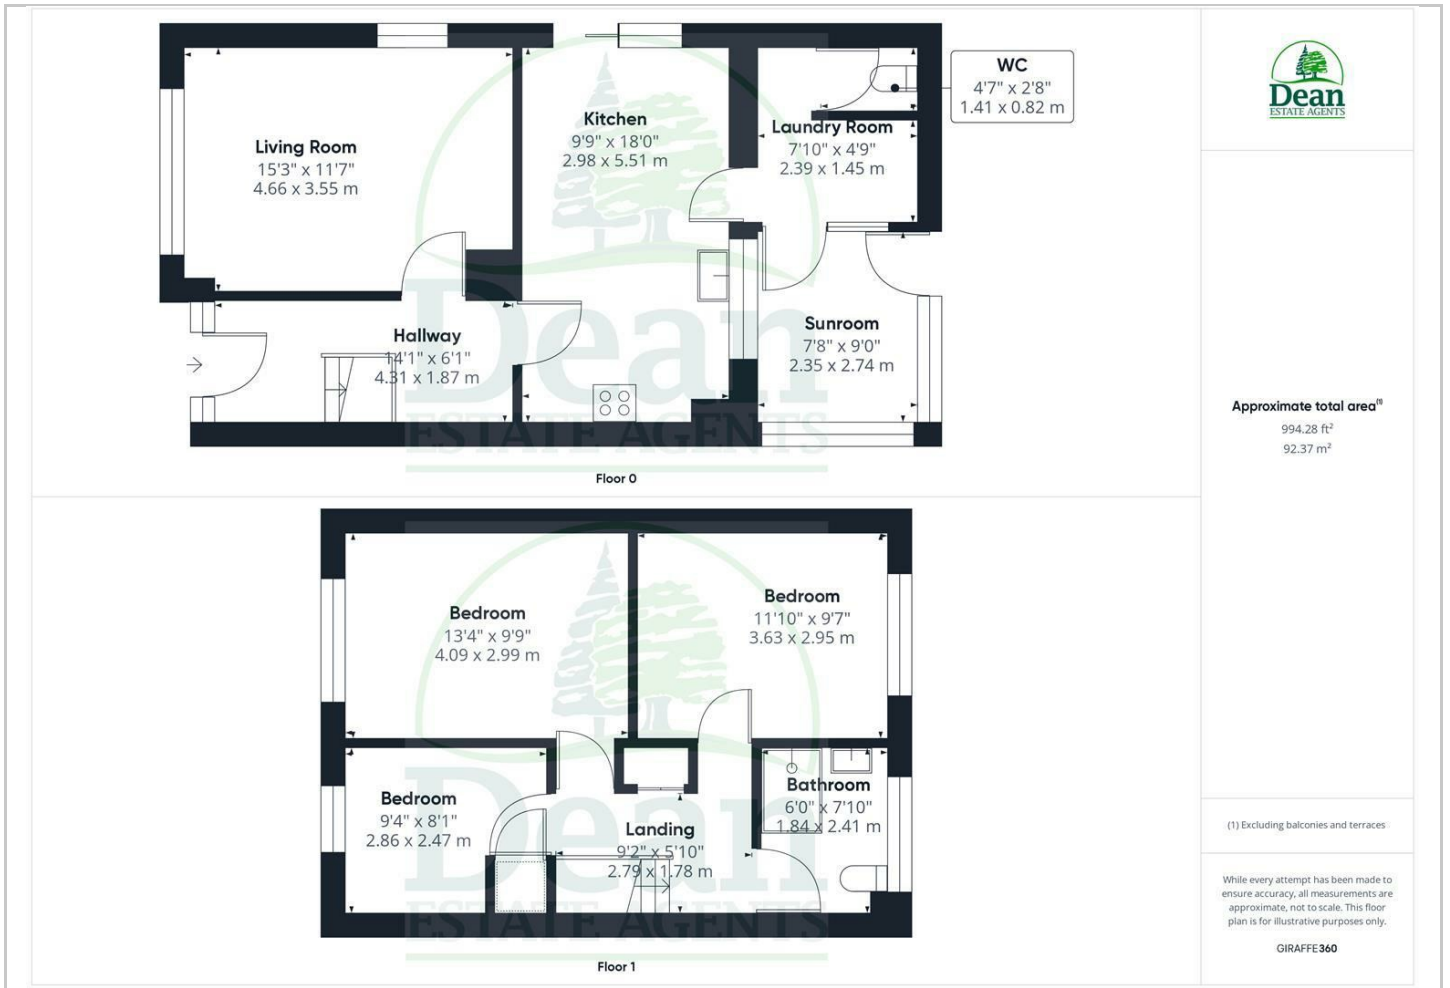 Living Room
15'3" x 11'7"
4.66 x 3.55 m
Kitchen
9'9" x 18'0"
2.98 x 5.51 m
WC
4'7" x 2'8"
1.41 x 0.82 m
Laundry Room
7'10" x 4'9"
2.39 x 1.45 m
Hallway
14'1" x 6'1"
4.31 x 1.87 m
Sunroom
7'8" x 9'0"
2.35 x 2.74 m
Dean
ESTATE AGENTS
Floor 0
Bedroom
13'4" x 9'9"
4.09 x 2.99 m
Bedroom
11'10" x 9'7"
3.63 x 2.95 m
Bedroom
9'4" x 8'1"
2.86 x 2.47 m
Landing
9'2" x 5'10"
2.79 x 1.78 m
Bathroom
6'0" x 7'10"
1.84 x 2.41 m
Dean
ESTATE AGENTS
Floor 1
Dean
ESTATE AGENTS
Approximate total area⁽¹⁾
994.28 ft²
92.37 m²
(1) Excluding balconies and terraces
While every attempt has been made to
ensure accuracy, all measurements are
approximate, not to scale. This floor
plan is for illustrative purposes only.
GIRAFFE360